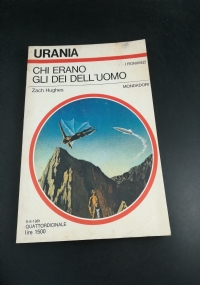 URANIA
I ROMANZI
CHI ERANO
GLI DEI DELL'UOMO
Zach Hughes
MONDADORI
QUATTORDICINALE
lire 1500